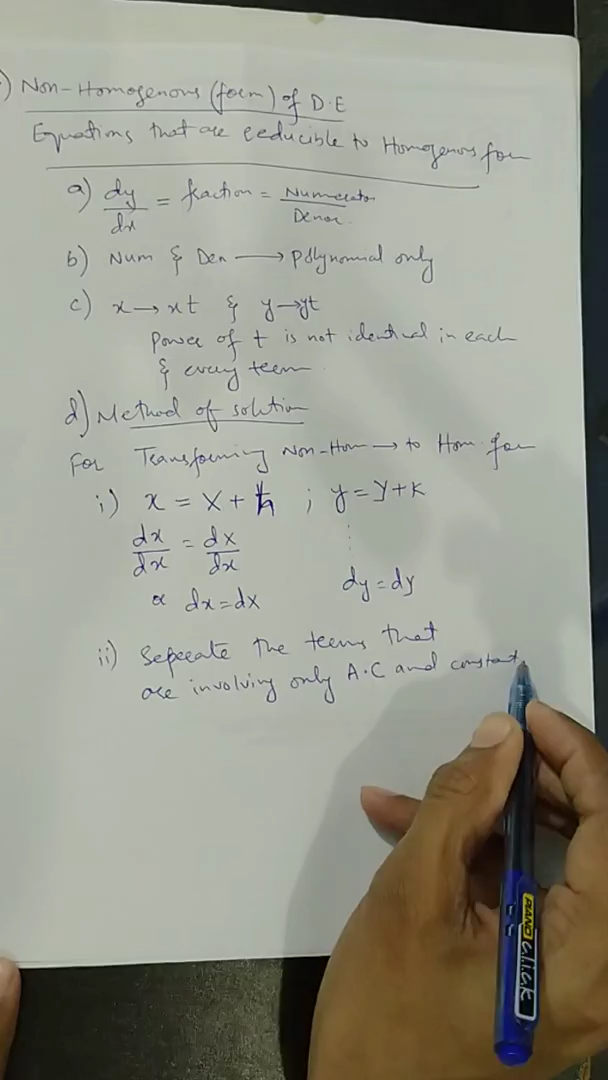 ) Non-Homogenous (form) of D.E
Equations that are reducible to Homogenous for
a) dy/dx = fraction = Numerator/Denor.
b) Num & Den → polynomial only
c) x → xt & y → yt
Power of t is not identical in each
& every term.
d) Method of solution
For Transforming Non-Hom → to Hom. for
i) x = X + h ; y = Y + K
dx/dx = dX/dx
or dx = dX dy = dY
ii) Seperate the terms that
are involving only A.C and constant
PIANO click